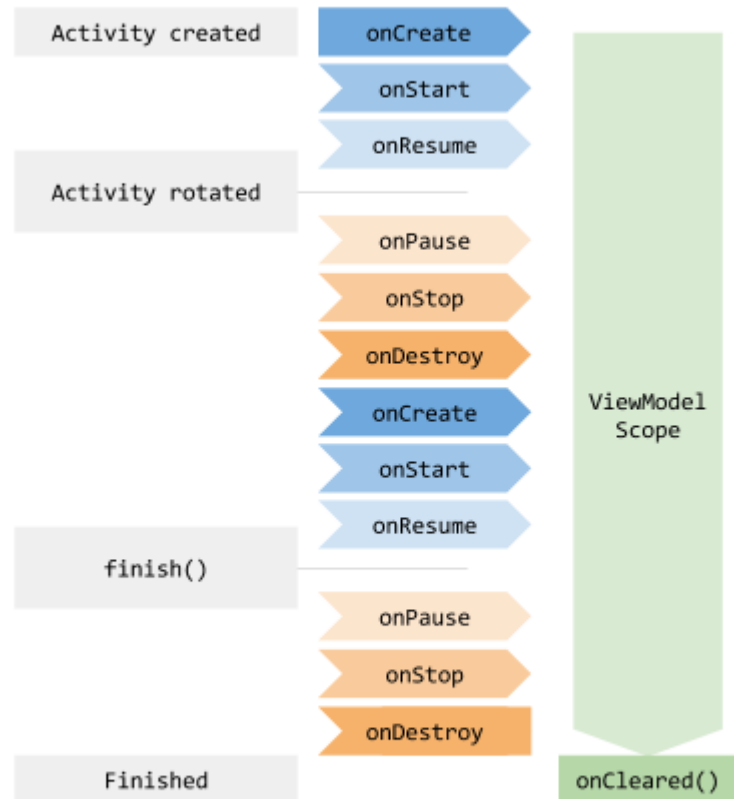 Activity created
onCreate
onStart
onResume
Activity rotated
onPause
onStop
onDestroy
onCreate
onStart
onResume
finish()
onPause
onStop
onDestroy
Finished
ViewModel
Scope
onCleared()